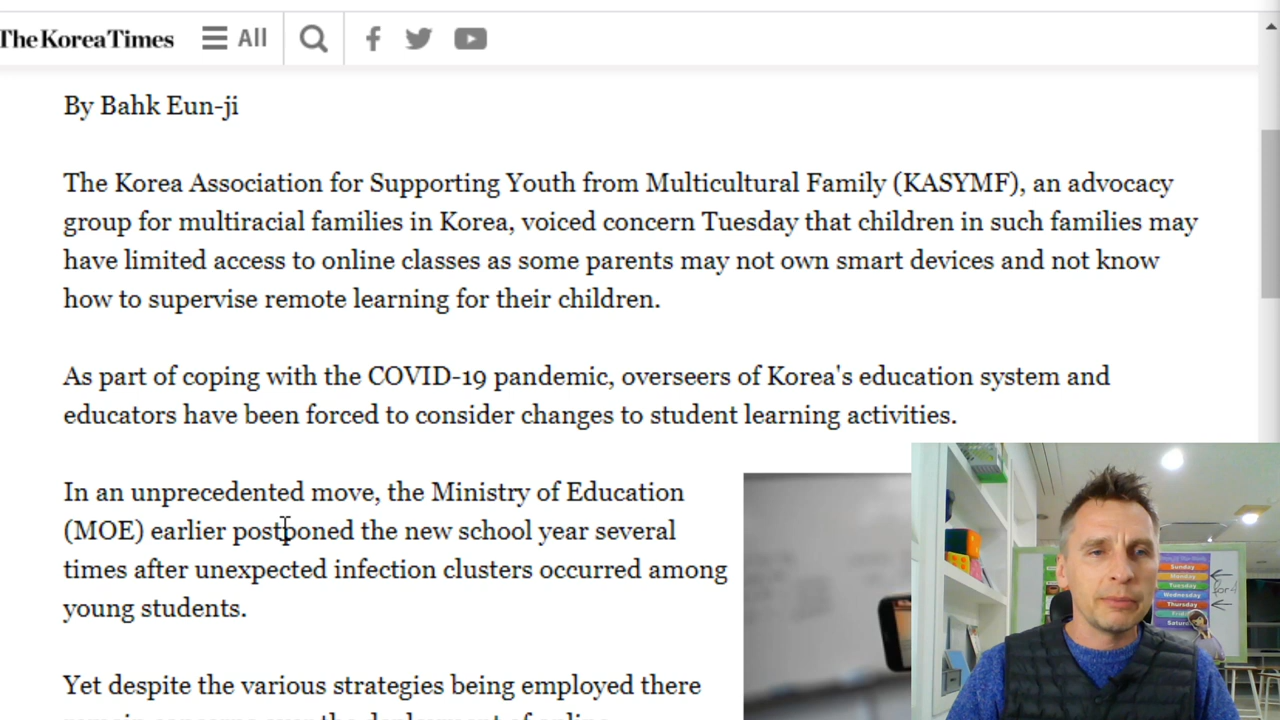 The Korea Times
All
By Bahk Eun-ji
The Korea Association for Supporting Youth from Multicultural Family (KASYMF), an advocacy
group for multiracial families in Korea, voiced concern Tuesday that children in such families may
have limited access to online classes as some parents may not own smart devices and not know
how to supervise remote learning for their children.
As part of coping with the COVID-19 pandemic, overseers of Korea's education system and
educators have been forced to consider changes to student learning activities.
In an unprecedented move, the Ministry of Education
(MOE) earlier postponed the new school year several
times after unexpected infection clusters occurred among
young students.
Yet despite the various strategies being employed there
Sunday
Monday
Tuesday
Wednesday
Thursday